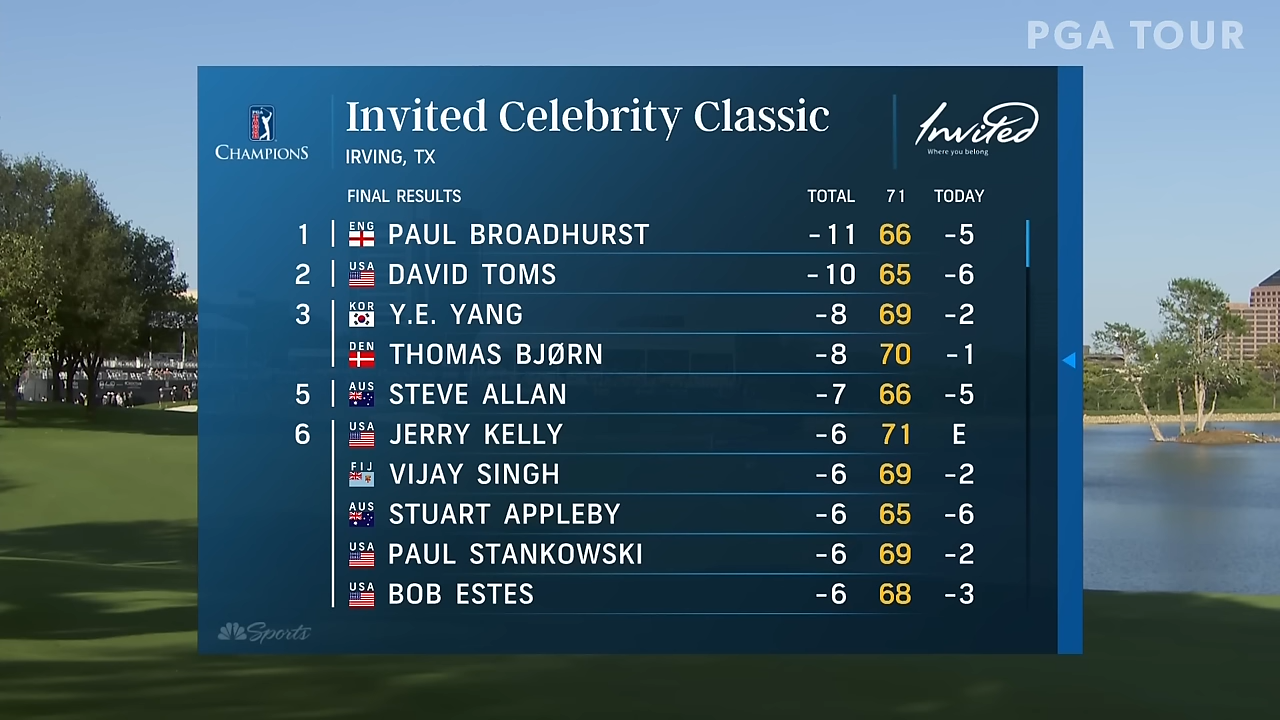 PGA TOUR
PGA TOUR
CHAMPIONS
Invited Celebrity Classic
IRVING, TX
Invited
Where you belong
FINAL RESULTS TOTAL 71 TODAY
1 ENG PAUL BROADHURST -11 66 -5
2 USA DAVID TOMS -10 65 -6
3 KOR Y.E. YANG -8 69 -2
DEN THOMAS BJØRN -8 70 -1
5 AUS STEVE ALLAN -7 66 -5
6 USA JERRY KELLY -6 71 E
FIJ VIJAY SINGH -6 69 -2
AUS STUART APPLEBY -6 65 -6
USA PAUL STANKOWSKI -6 69 -2
USA BOB ESTES -6 68 -3
Sports